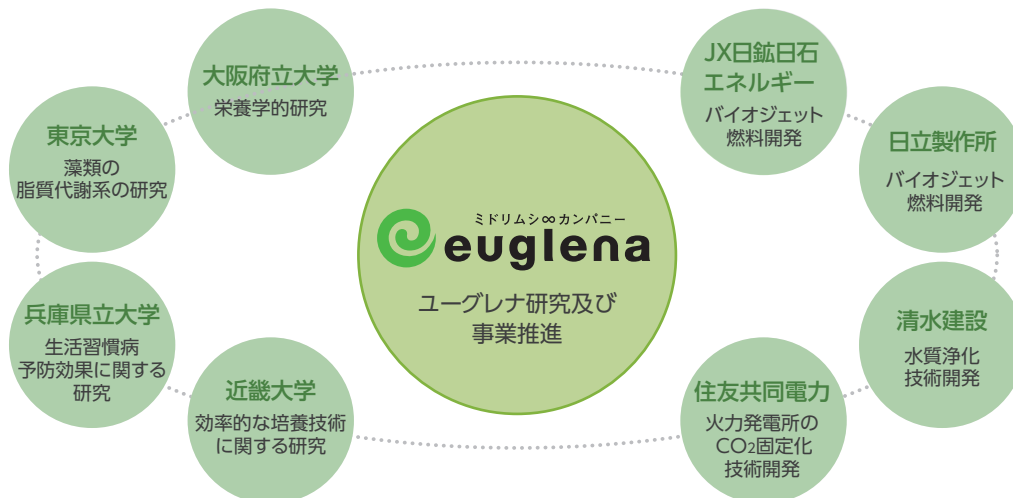 大阪府立大学
栄養学的研究
JX日鉱日石
エネルギー
バイオジェット
燃料開発
東京大学
藻類の
脂質代謝系の研究
日立製作所
バイオジェット
燃料開発
ミドリムシ∞カンパニー
euglena
ユーグレナ研究及び
事業推進
兵庫県立大学
生活習慣病
予防効果に関する
研究
清水建設
水質浄化
技術開発
近畿大学
効率的な培養技術
に関する研究
住友共同電力
火力発電所の
CO2固定化
技術開発